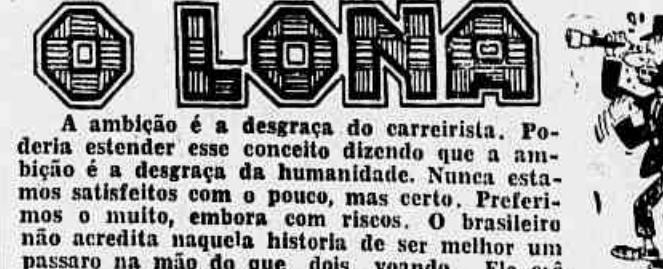 O LONA
A ambição é a desgraça do carreirista. Po-
deria estender esse conceito dizendo que a am-
bição é a desgraça da humanidade. Nunca esta-
mos satisfeitos com o pouco, mas certo. Preferi-
mos o muito, embora com riscos. O brasileiro
não acredita naquela historia de ser melhor um
passaro na mão do que dois voando. Ele